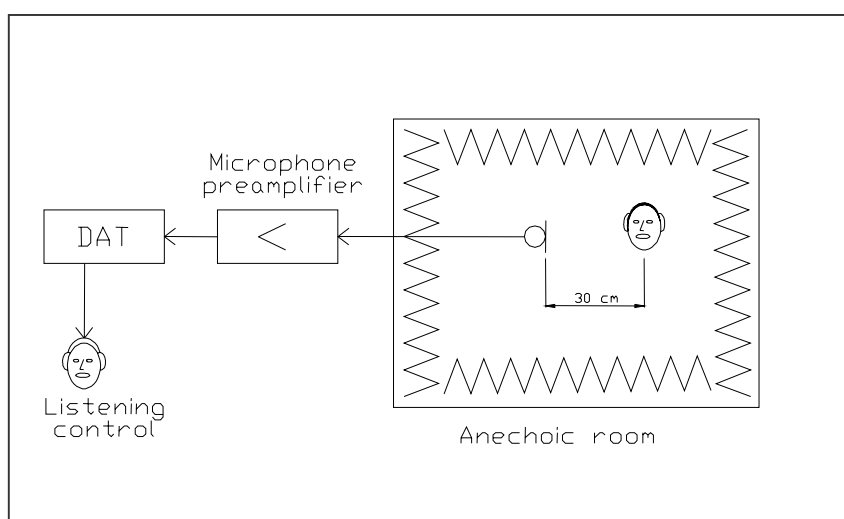 Microphone
preamplifier
DAT
<
30 cm
Listening
control
Anechoic room